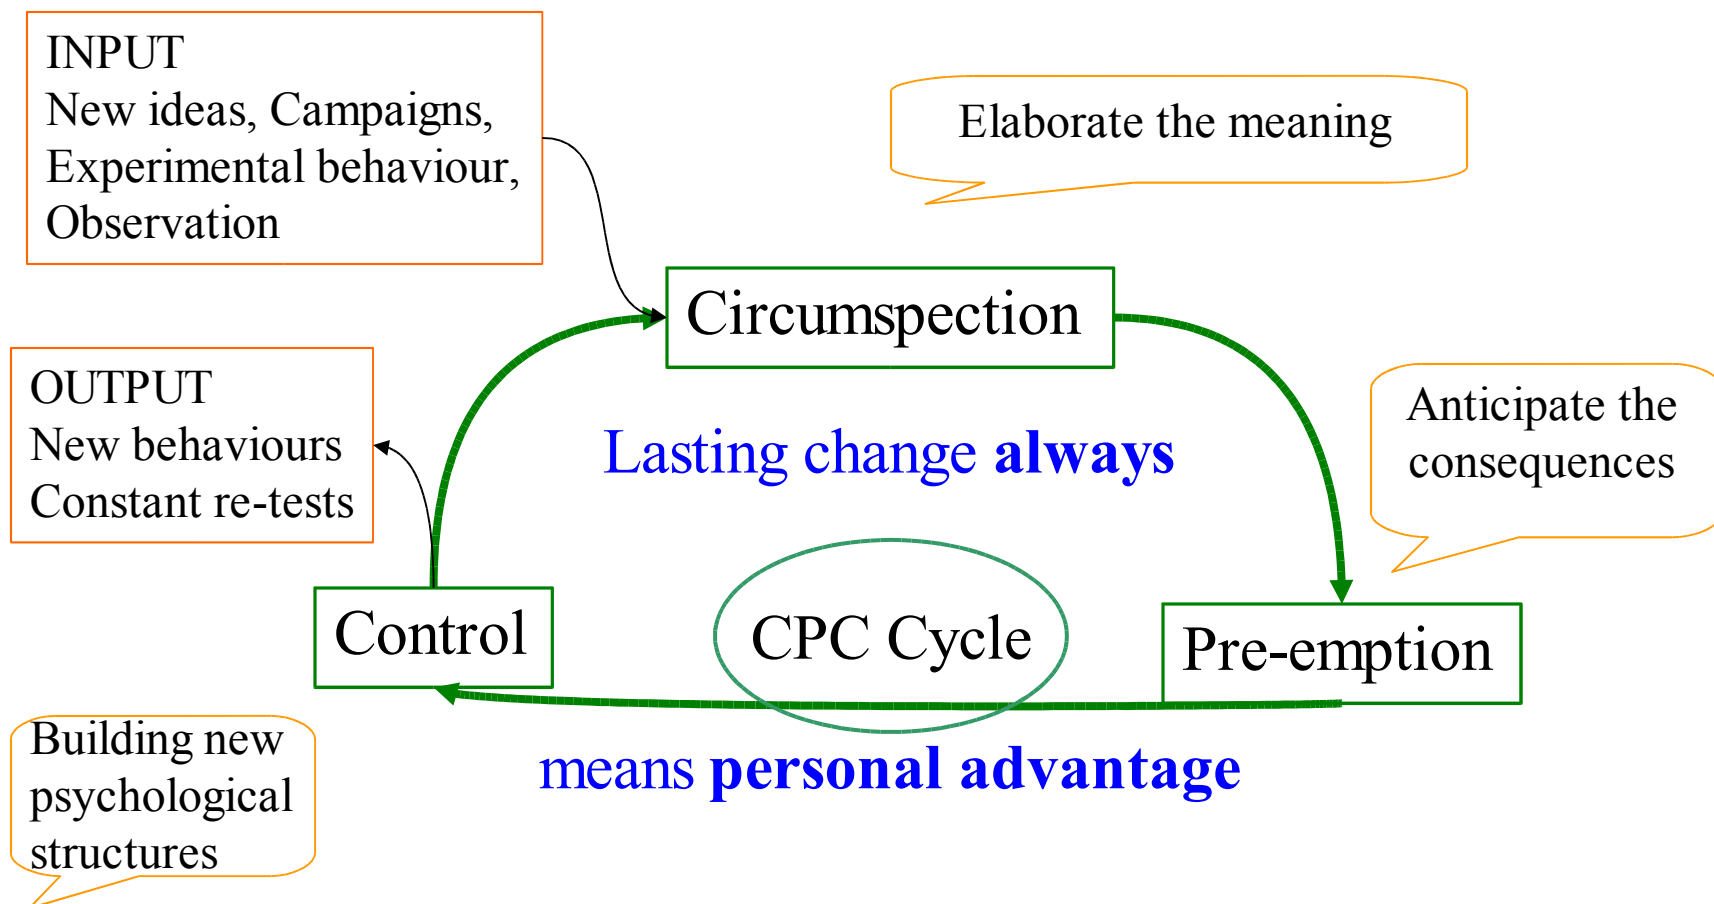 INPUT
New ideas, Campaigns,
Experimental behaviour,
Observation
Elaborate the meaning
Circumspection
OUTPUT
New behaviours
Constant re-tests
Anticipate the
consequences
Lasting change always
Control
CPC Cycle
Pre-emption
means personal advantage
Building new
psychological
structures